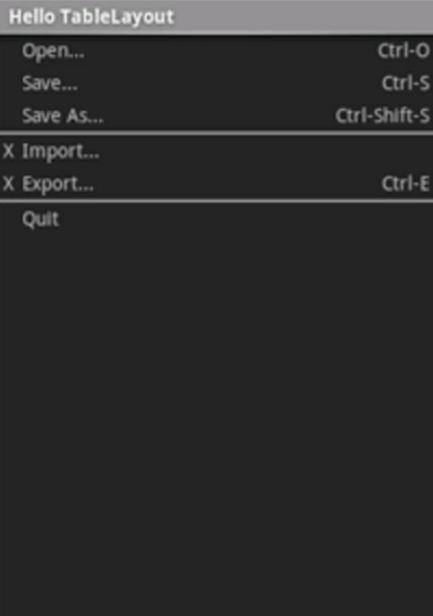 Hello TableLayout
Open... Ctrl-O
Save... Ctrl-S
Save As... Ctrl-Shift-S
X Import...
X Export... Ctrl-E
Quit